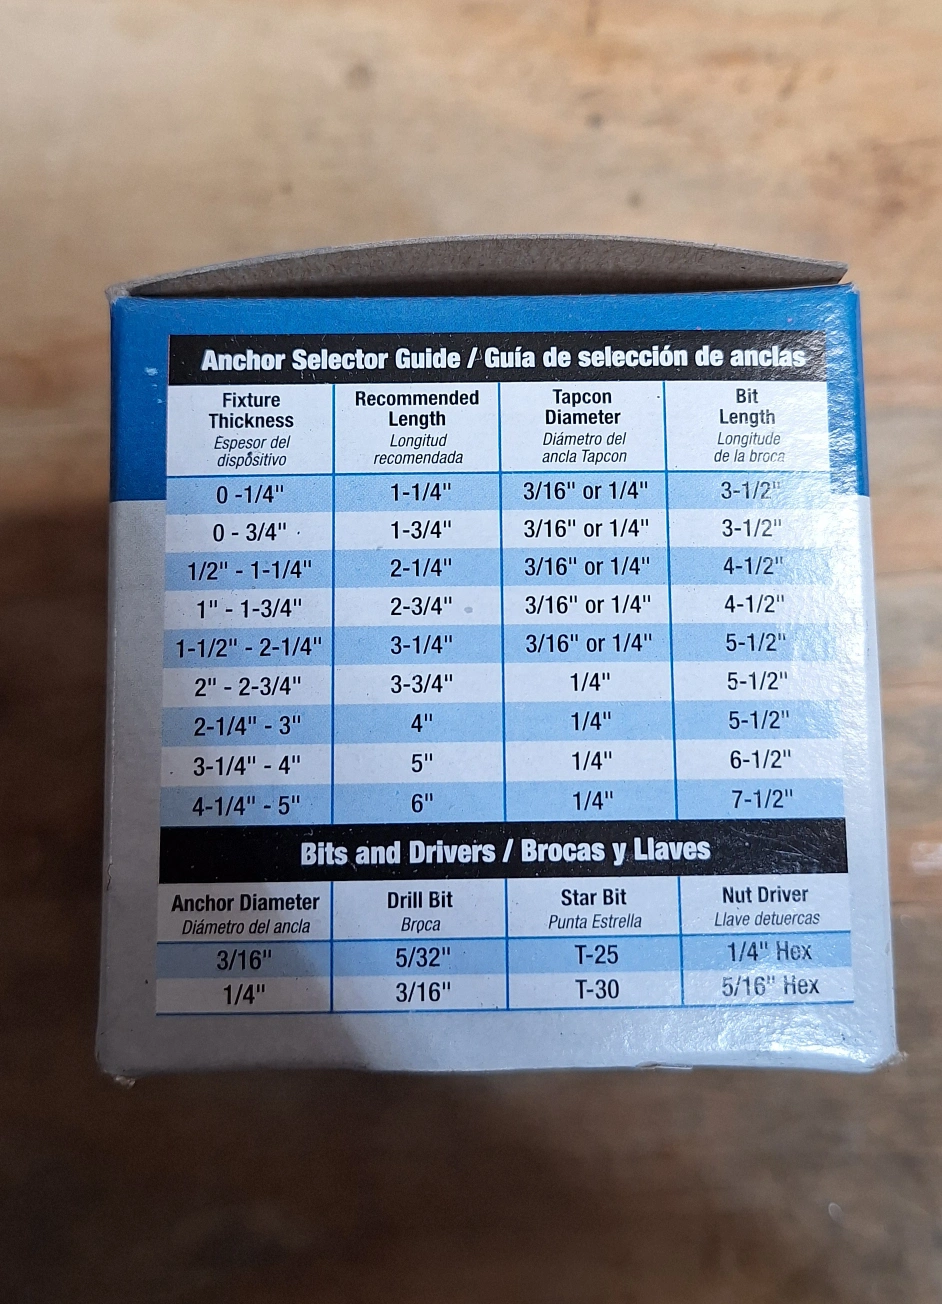 Anchor Selector Guide / Guía de selección de anclas
Fixture Thickness Recommended Length Tapcon Diameter Bit Length
Espesor del dispositivo Longitud recomendada Diámetro del ancla Tapcon Longitude de la broca
0 -1/4" 1-1/4" 3/16" or 1/4" 3-1/2"
0 - 3/4" 1-3/4" 3/16" or 1/4" 3-1/2"
1/2" - 1-1/4" 2-1/4" 3/16" or 1/4" 4-1/2"
1" - 1-3/4" 2-3/4" 3/16" or 1/4" 4-1/2"
1-1/2" - 2-1/4" 3-1/4" 3/16" or 1/4" 5-1/2"
2" - 2-3/4" 3-3/4" 1/4" 5-1/2"
2-1/4" - 3" 4" 1/4" 5-1/2"
3-1/4" - 4" 5" 1/4" 6-1/2"
4-1/4" - 5" 6" 1/4" 7-1/2"
Bits and Drivers / Brocas y Llaves
Anchor Diameter Drill Bit Star Bit Nut Driver
Diámetro del ancla Broca Punta Estrella Llave detuercas
3/16" 5/32" T-25 1/4" Hex
1/4" 3/16" T-30 5/16" Hex